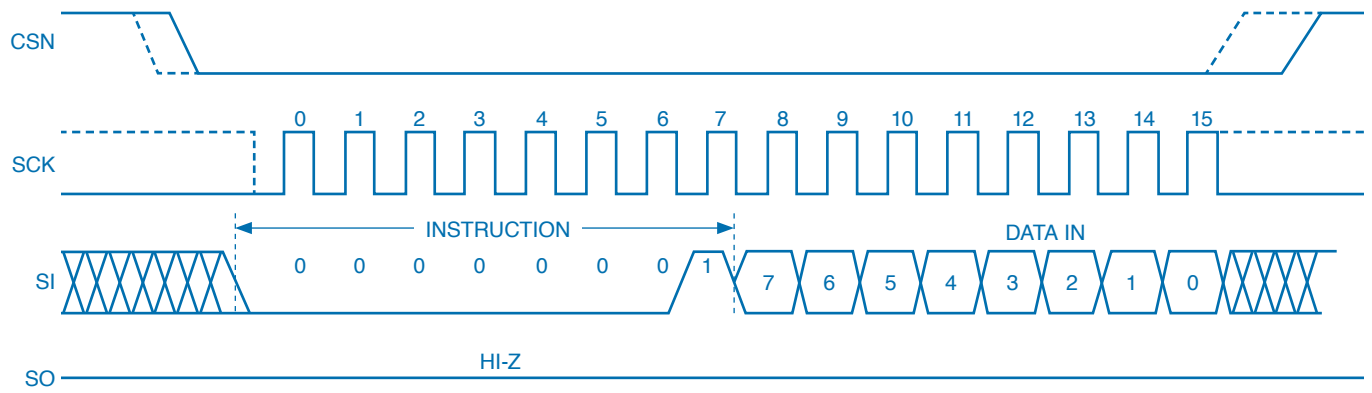 CSN
0 1 2 3 4 5 6 7 8 9 10 11 12 13 14 15
SCK
INSTRUCTION DATA IN
0 0 0 0 0 0 0 1
SI 7 6 5 4 3 2 1 0
HI-Z
SO